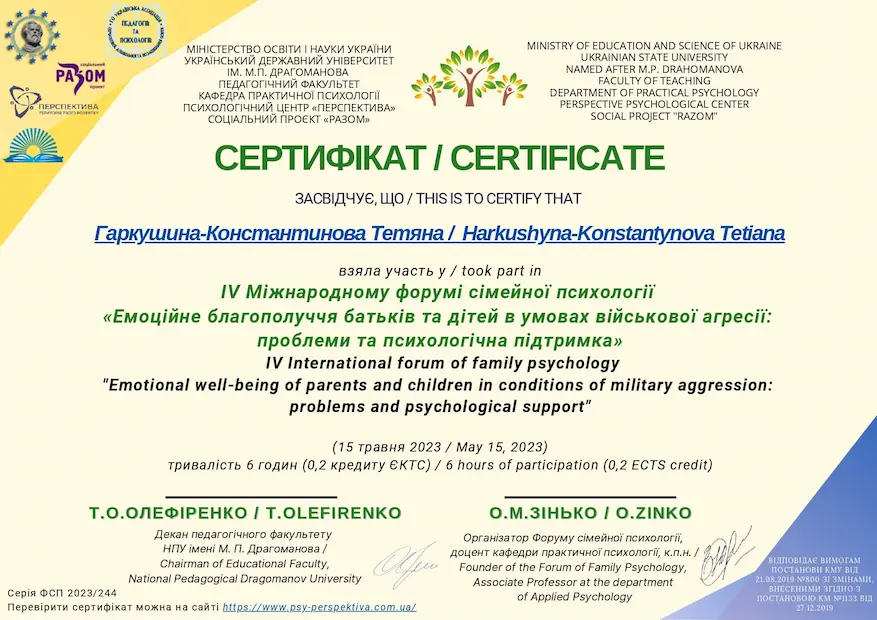 ПЕДАГОГІВ
ТА
ПСИХОЛОГІВ
соціальний
РАЗОМ
проект
ПЕРСПЕКТИВА
МІНІСТЕРСТВО ОСВІТИ І НАУКИ УКРАЇНИ
УКРАЇНСЬКИЙ ДЕРЖАВНИЙ УНІВЕРСИТЕТ
ІМ. М.П. ДРАГОМАНОВА
ПЕДАГОГІЧНИЙ ФАКУЛЬТЕТ
КАФЕДРА ПРАКТИЧНОЇ ПСИХОЛОГІЇ
ПСИХОЛОГІЧНИЙ ЦЕНТР «ПЕРСПЕКТИВА»
СОЦІАЛЬНИЙ ПРОЄКТ «РАЗОМ»
MINISTRY OF EDUCATION AND SCIENCE OF UKRAINE
UKRAINIAN STATE UNIVERSITY
NAMED AFTER M.P. DRAHOMANOVA
FACULTY OF TEACHING
DEPARTMENT OF PRACTICAL PSYCHOLOGY
PERSPECTIVE PSYCHOLOGICAL CENTER
SOCIAL PROJECT "RAZOM"
СЕРТИФІКАТ / CERTIFICATE
ЗАСВІДЧУЄ, ЩО / THIS IS TO CERTIFY THAT
Гаркушина-Константинова Тетяна / Harkushyna-Konstantynova Tetiana
взяла участь у / took part in
IV Міжнародному форумі сімейної психології
«Емоційне благополуччя батьків та дітей в умовах військової агресії:
проблеми та психологічна підтримка»
IV International forum of family psychology
"Emotional well-being of parents and children in conditions of military aggression:
problems and psychological support"
(15 травня 2023 / May 15, 2023)
тривалість 6 годин (0,2 кредиту ЄКТС) / 6 hours of participation (0,2 ECTS credit)
Т.О.ОЛЕФІРЕНКО / T.OLEFIRENKO
Декан педагогічного факультету
НПУ імені М. П. Драгоманова /
Chairman of Educational Faculty,
National Pedagogical Dragomanov University
О.М.ЗІНЬКО / O.ZINKO
Організатор Форуму сімейної психології,
доцент кафедри практичної психології, к.п.н. /
Founder of the Forum of Family Psychology,
Associate Professor at the department
of Applied Psychology
ВІДПОВІДАЄ ВИМОГАМ
ПОСТАНОВИ КМУ ВІД
21.08.2019 №800 ЗІ ЗМІНАМИ,
ВНЕСЕНИМИ ЗГІДНО З
ПОСТАНОВОЮ КМ №1133 ВІД
27.12.2019
Серія ФСП 2023/244
Перевірити сертифікат можна на сайті https://www.psy-perspektiva.com.ua/